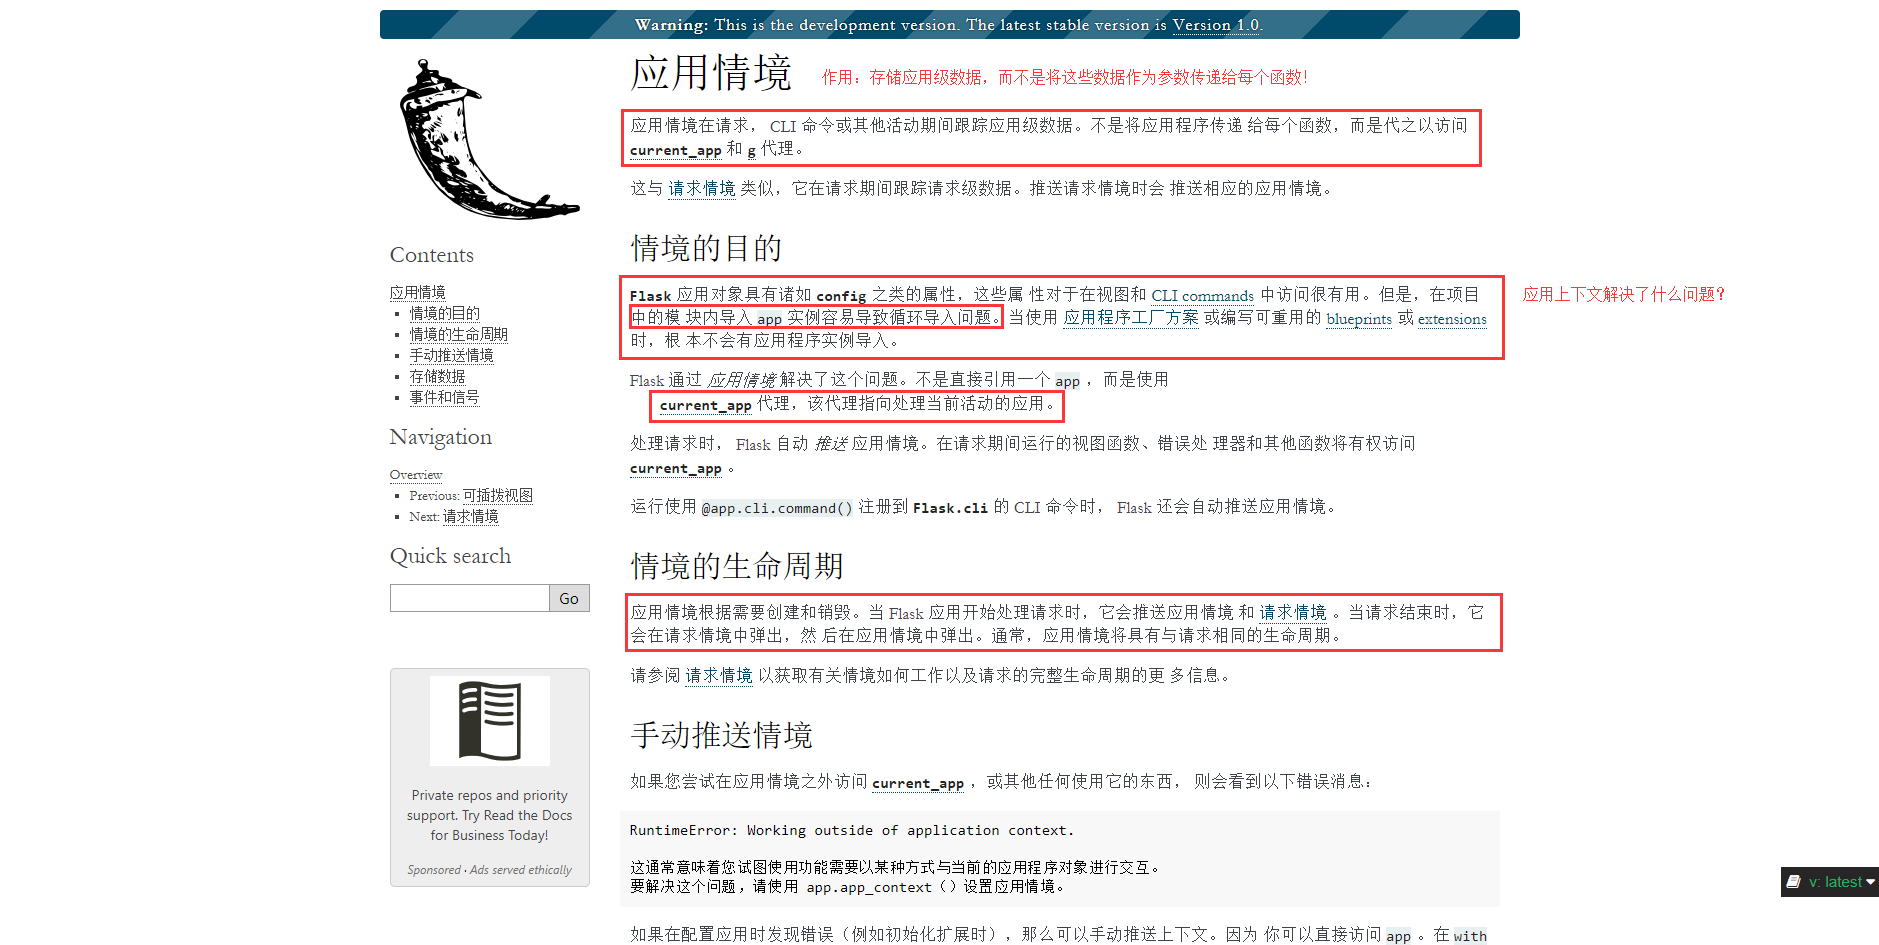 Warning: This is the development version. The latest stable version is Version 1.0.
应用情境
作用：存储应用级数据，而不是将这些数据作为参数传递给每个函数！
应用情境在请求， CLI 命令或其他活动期间跟踪应用级数据。不是将应用程序传递 给每个函数，而是代之以访问
current_app 和 g 代理。
这与 请求情境 类似，它在请求期间跟踪请求级数据。推送请求情境时会 推送相应的应用情境。
情境的目的
Flask 应用对象具有诸如 config 之类的属性，这些属 性对于在视图和 CLI commands 中访问很有用。但是，在项目
中的模 块内导入 app 实例容易导致循环导入问题。当使用 应用程序工厂方案 或编写可重用的 blueprints 或 extensions
时，根 本不会有应用程序实例导入。
应用上下文解决了什么问题？
Flask 通过 应用情境 解决了这个问题。不是直接引用一个 app ，而是使用
current_app 代理，该代理指向处理当前活动的应用。
处理请求时， Flask 自动 推送 应用情境。在请求期间运行的视图函数、错误处 理器和其他函数将有权访问
current_app 。
运行使用 @app.cli.command() 注册到 Flask.cli 的 CLI 命令时， Flask 还会自动推送应用情境。
情境的生命周期
应用情境根据需要创建和销毁。当 Flask 应用开始处理请求时，它会推送应用情境 和 请求情境 。当请求结束时，它
会在请求情境中弹出，然 后在应用情境中弹出。通常，应用情境将具有与请求相同的生命周期。
请参阅 请求情境 以获取有关情境如何工作以及请求的完整生命周期的更 多信息。
手动推送情境
如果您尝试在应用情境之外访问 current_app ，或其他任何使用它的东西， 则会看到以下错误消息：
RuntimeError: Working outside of application context.
这通常意味着您试图使用功能需要以某种方式与当前的应用程序对象进行交互。
要解决这个问题，请使用 app.app_context（）设置应用情境。
如果在配置应用时发现错误（例如初始化扩展时），那么可以手动推送上下文。因为 你可以直接访问 app 。在 with
Contents
应用情境
情境的目的
情境的生命周期
手动推送情境
存储数据
事件和信号
Navigation
Overview
Previous: 可插拨视图
Next: 请求情境
Quick search
Go
Private repos and priority
support. Try Read the Docs
for Business Today!
Sponsored · Ads served ethically
v: latest